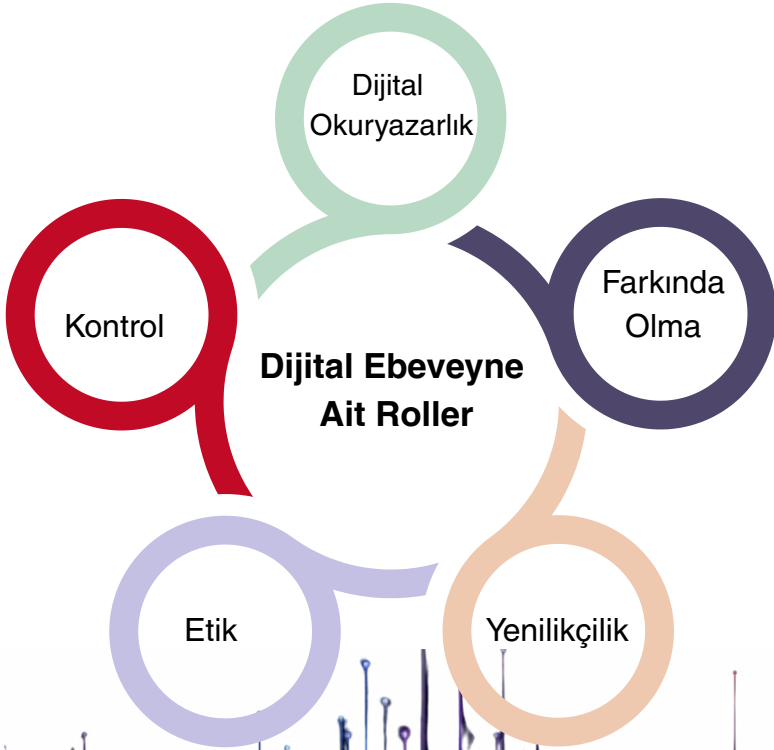 Dijital
Okuryazarlık
Farkında
Olma
Kontrol
Dijital Ebeveyne
Ait Roller
Etik
Yenilikçilik